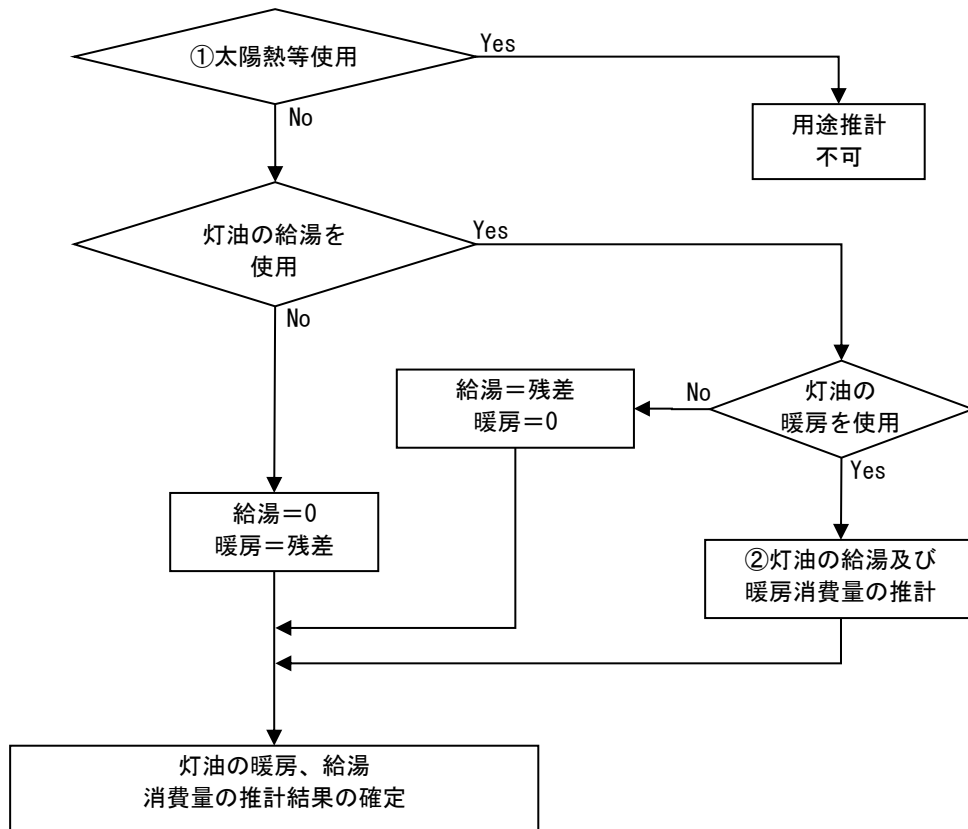 ①太陽熱等使用
Yes
No
用途推計
不可
灯油の給湯を
使用
Yes
No
灯油の
暖房を使用
No
Yes
給湯＝残差
暖房＝0
給湯＝0
暖房＝残差
②灯油の給湯及び
暖房消費量の推計
灯油の暖房、給湯
消費量の推計結果の確定